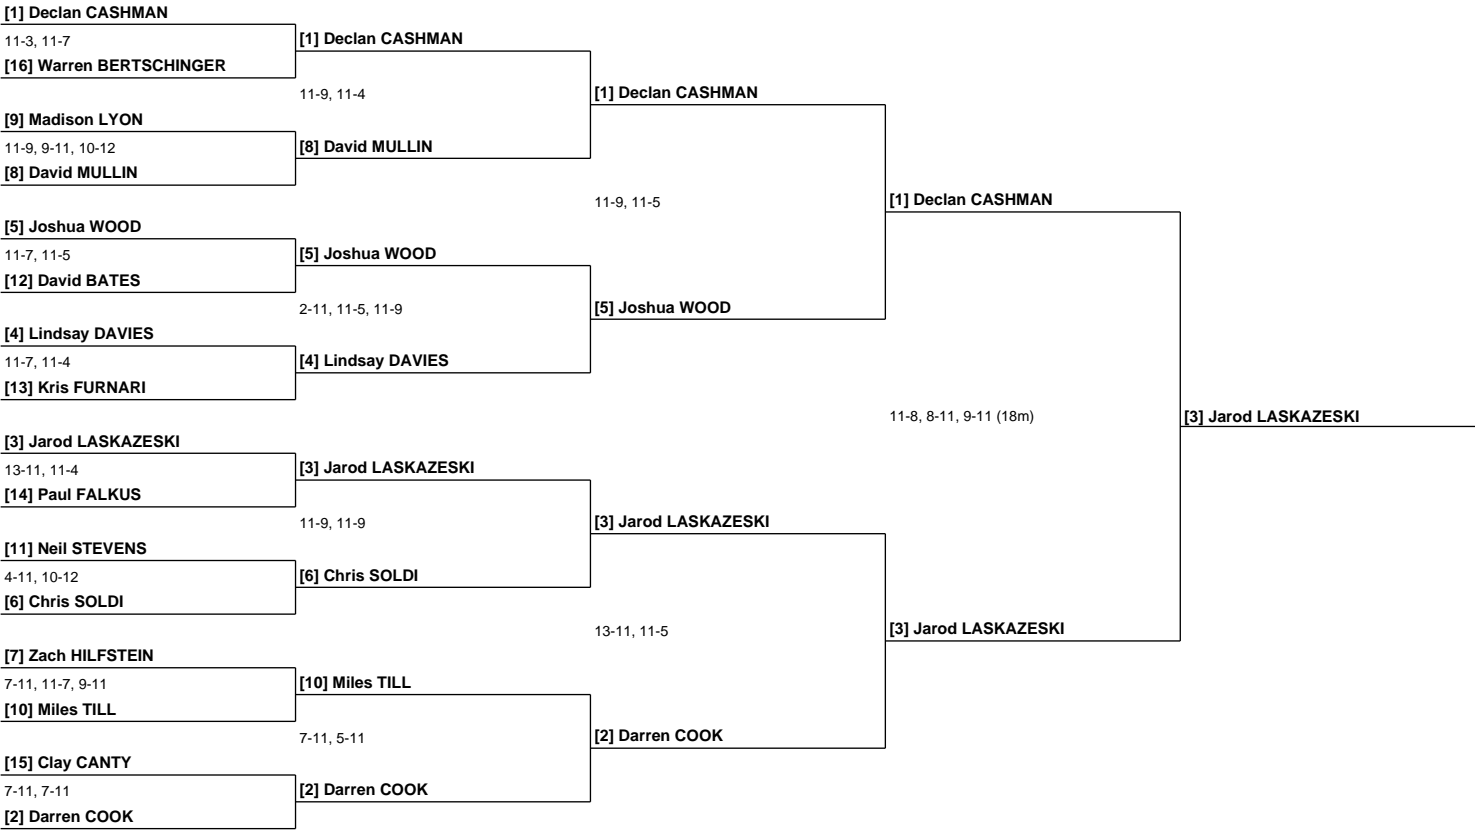 [1] Declan CASHMAN
11-3, 11-7
[16] Warren BERTSCHINGER
[9] Madison LYON
11-9, 9-11, 10-12
[8] David MULLIN
[5] Joshua WOOD
11-7, 11-5
[12] David BATES
[4] Lindsay DAVIES
11-7, 11-4
[13] Kris FURNARI
[3] Jarod LASKAZESKI
13-11, 11-4
[14] Paul FALKUS
[11] Neil STEVENS
4-11, 10-12
[6] Chris SOLDI
[7] Zach HILFSTEIN
7-11, 11-7, 9-11
[10] Miles TILL
[15] Clay CANTY
7-11, 7-11
[2] Darren COOK
[1] Declan CASHMAN
11-9, 11-4
[8] David MULLIN
[5] Joshua WOOD
2-11, 11-5, 11-9
[4] Lindsay DAVIES
[3] Jarod LASKAZESKI
11-9, 11-9
[6] Chris SOLDI
[10] Miles TILL
7-11, 5-11
[2] Darren COOK
[1] Declan CASHMAN
11-9, 11-5
[5] Joshua WOOD
[3] Jarod LASKAZESKI
13-11, 11-5
[2] Darren COOK
[1] Declan CASHMAN
11-8, 8-11, 9-11 (18m)
[3] Jarod LASKAZESKI
[3] Jarod LASKAZESKI